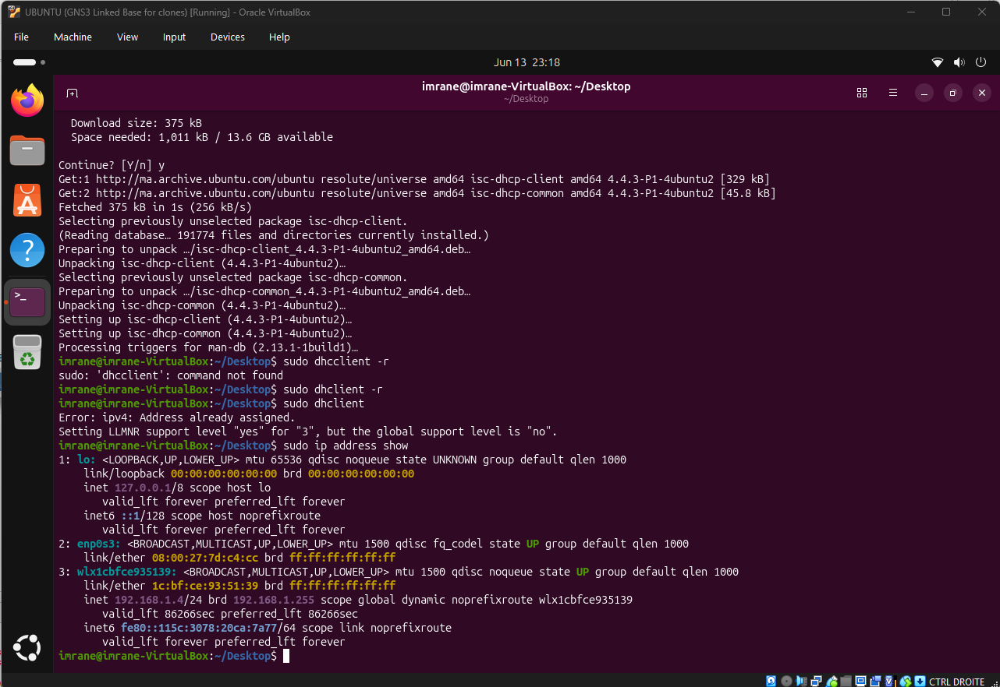 UBUNTU (GNS3 Linked Base for clones) [Running] - Oracle VirtualBox
File Machine View Input Devices Help
Jun 13 23:18
imrane@imrane-VirtualBox: ~/Desktop
~/Desktop
Download size: 375 kB
Space needed: 1,011 kB / 13.6 GB available
Continue? [Y/n] y
Get:1 http://ma.archive.ubuntu.com/ubuntu resolute/universe amd64 isc-dhcp-client amd64 4.4.3-P1-4ubuntu2 [329 kB]
Get:2 http://ma.archive.ubuntu.com/ubuntu resolute/universe amd64 isc-dhcp-common amd64 4.4.3-P1-4ubuntu2 [45.8 kB]
Fetched 375 kB in 1s (256 kB/s)
Selecting previously unselected package isc-dhcp-client.
(Reading database… 191774 files and directories currently installed.)
Preparing to unpack …/isc-dhcp-client_4.4.3-P1-4ubuntu2_amd64.deb…
Unpacking isc-dhcp-client (4.4.3-P1-4ubuntu2)…
Selecting previously unselected package isc-dhcp-common.
Preparing to unpack …/isc-dhcp-common_4.4.3-P1-4ubuntu2_amd64.deb…
Unpacking isc-dhcp-common (4.4.3-P1-4ubuntu2)…
Setting up isc-dhcp-client (4.4.3-P1-4ubuntu2)…
Setting up isc-dhcp-common (4.4.3-P1-4ubuntu2)…
Processing triggers for man-db (2.13.1-1build1)…
imrane@imrane-VirtualBox:~/Desktop$ sudo dhcclient -r
sudo: 'dhcclient': command not found
imrane@imrane-VirtualBox:~/Desktop$ sudo dhclient -r
imrane@imrane-VirtualBox:~/Desktop$ sudo dhclient
Error: ipv4: Address already assigned.
Setting LLMNR support level "yes" for "3", but the global support level is "no".
imrane@imrane-VirtualBox:~/Desktop$ sudo ip address show
1: lo: <LOOPBACK,UP,LOWER_UP> mtu 65536 qdisc noqueue state UNKNOWN group default qlen 1000
link/loopback 00:00:00:00:00:00 brd 00:00:00:00:00:00
inet 127.0.0.1/8 scope host lo
valid_lft forever preferred_lft forever
inet6 ::1/128 scope host noprefixroute
valid_lft forever preferred_lft forever
2: enp0s3: <BROADCAST,MULTICAST,UP,LOWER_UP> mtu 1500 qdisc fq_codel state UP group default qlen 1000
link/ether 08:00:27:7d:c4:cc brd ff:ff:ff:ff:ff:ff
3: wlx1cbfce935139: <BROADCAST,MULTICAST,UP,LOWER_UP> mtu 1500 qdisc noqueue state UP group default qlen 1000
link/ether 1c:bf:ce:93:51:39 brd ff:ff:ff:ff:ff:ff
inet 192.168.1.4/24 brd 192.168.1.255 scope global dynamic noprefixroute wlx1cbfce935139
valid_lft 86266sec preferred_lft 86266sec
inet6 fe80::115c:3078:20ca:7a77/64 scope link noprefixroute
valid_lft forever preferred_lft forever
imrane@imrane-VirtualBox:~/Desktop$
CTRL DROITE